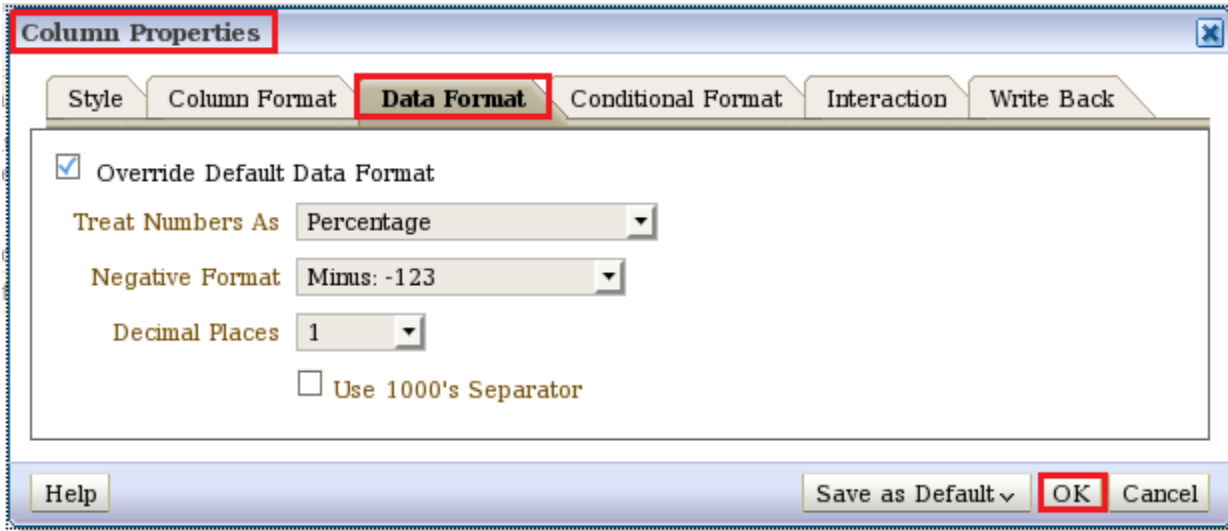 Column Properties
Style Column Format Data Format Conditional Format Interaction Write Back
Override Default Data Format
Treat Numbers As Percentage
Negative Format Minus: -123
Decimal Places 1
Use 1000's Separator
Help Save as Default OK Cancel